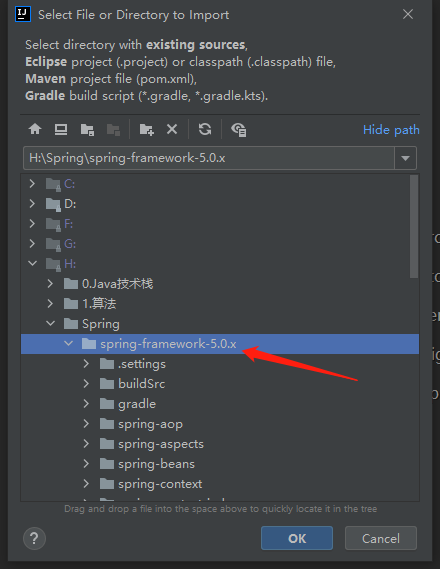 Select File or Directory to Import
Select directory with existing sources,
Eclipse project (.project) or classpath (.classpath) file,
Maven project file (pom.xml),
Gradle build script (*.gradle, *.gradle.kts).
Hide path
H:\Spring\spring-framework-5.0.x
C:
D:
F:
G:
H:
0.Java技术栈
1.算法
Spring
spring-framework-5.0.x
.settings
buildSrc
gradle
spring-aop
spring-aspects
spring-beans
spring-context
Drag and drop a file into the space above to quickly locate it in the tree
?
OK
Cancel